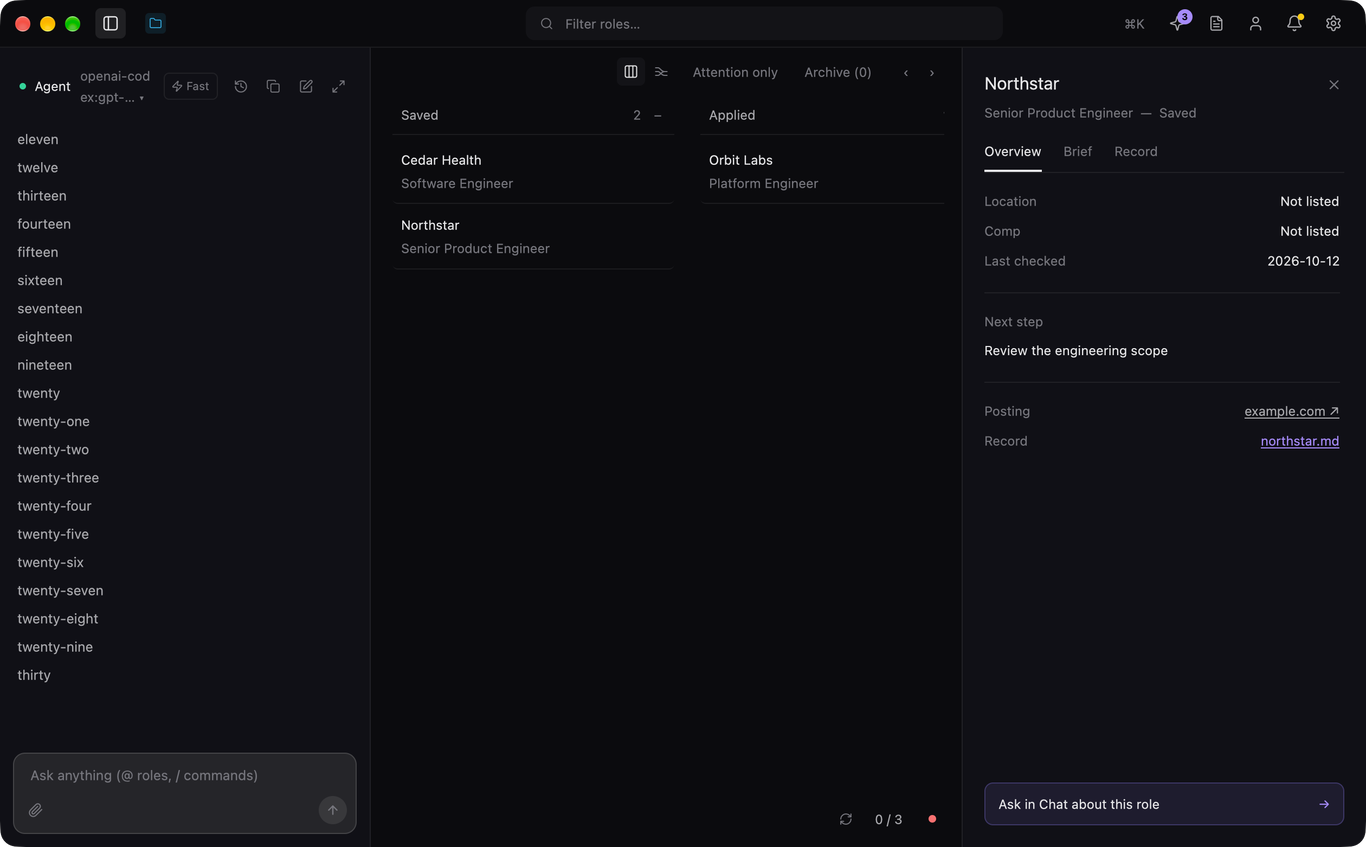 Filter roles...
⌘K
3
Agent
openai-cod
ex:gpt-... ▾
Fast
eleven
twelve
thirteen
fourteen
fifteen
sixteen
seventeen
eighteen
nineteen
twenty
twenty-one
twenty-two
twenty-three
twenty-four
twenty-five
twenty-six
twenty-seven
twenty-eight
twenty-nine
thirty
Ask anything (@ roles, / commands)
Attention only
Archive (0)
‹ ›
Saved 2 –
Cedar Health
Software Engineer
Northstar
Senior Product Engineer
Applied
Orbit Labs
Platform Engineer
0 / 3
Northstar
Senior Product Engineer — Saved
Overview Brief Record
Location Not listed
Comp Not listed
Last checked 2026-10-12
Next step
Review the engineering scope
Posting example.com ↗
Record northstar.md
Ask in Chat about this role →